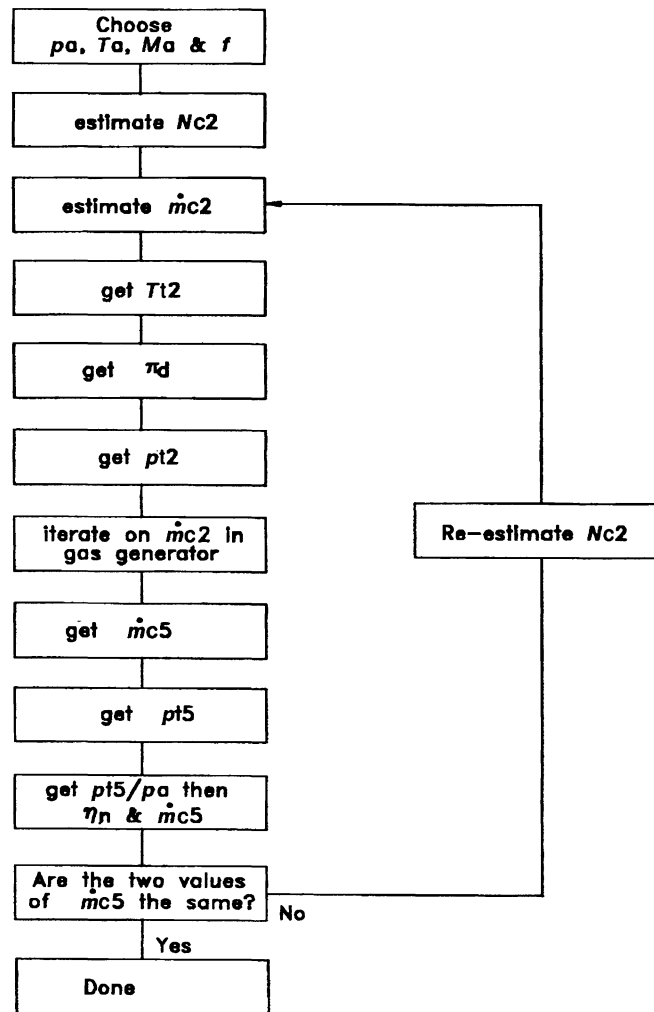 Choose
pa, Ta, Ma & f
estimate Nc2
estimate ṁc2
get Tt2
get πd
get pt2
iterate on ṁc2 in
gas generator
Re-estimate Nc2
get ṁc5
get pt5
get pt5/pa then
ηn & ṁc5
Are the two values
of ṁc5 the same?
No
Yes
Done